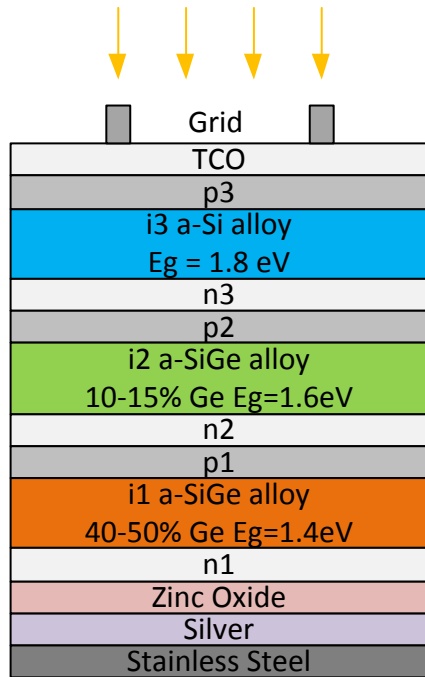 Grid
TCO
p3
i3 a-Si alloy
Eg = 1.8 eV
n3
p2
i2 a-SiGe alloy
10-15% Ge Eg=1.6eV
n2
p1
i1 a-SiGe alloy
40-50% Ge Eg=1.4eV
n1
Zinc Oxide
Silver
Stainless Steel